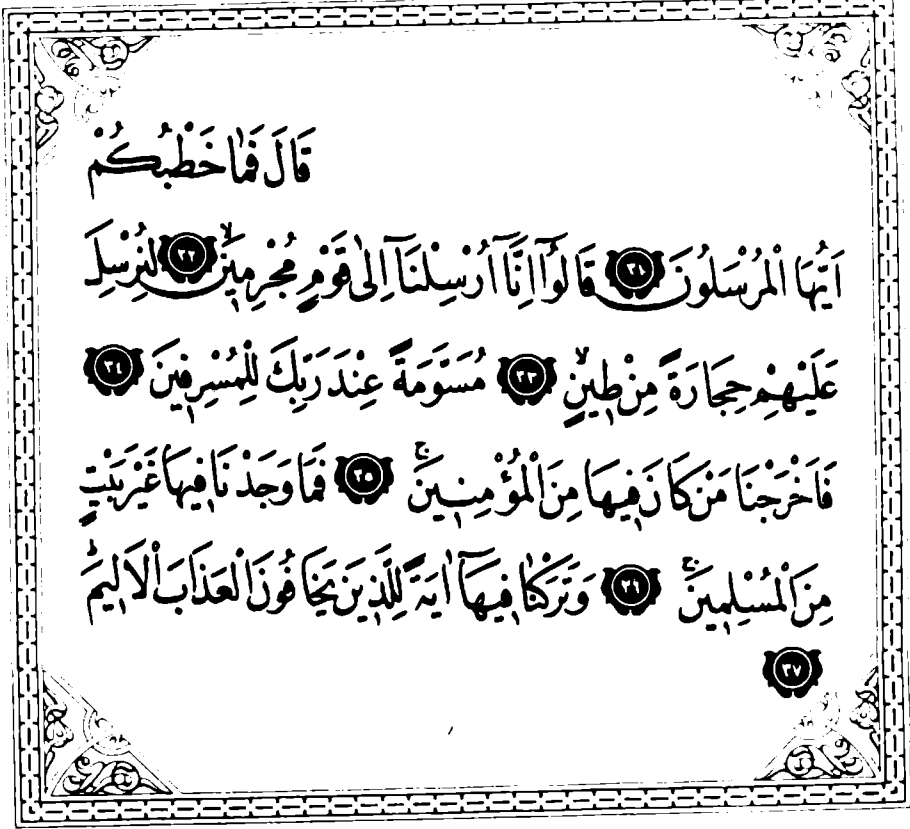 قَالَ فَمَا خَطْبُكُمْ
اَيُّهَا الْمُرْسَلُونَ ﴿٣١﴾ قَالُٓوا اِنَّٓا اُرْسِلْنَٓا اِلٰى قَوْمٍ مُجْرِمٖينَۙ ﴿٣٢﴾ لِنُرْسِلَ
عَلَيْهِمْ حِجَارَةً مِنْ طٖينٍۙ ﴿٣٣﴾ مُسَوَّمَةً عِنْدَ رَبِّكَ لِلْمُسْرِفٖينَ ﴿٣٤﴾
فَاَخْرَجْنَا مَنْ كَانَ فٖيهَا مِنَ الْمُؤْمِنٖينَۚ ﴿٣٥﴾ فَمَا وَجَدْنَا فٖيهَا غَيْرَ بَيْتٍ
مِنَ الْمُسْلِمٖينَۚ ﴿٣٦﴾ وَتَرَكْنَا فٖيهَٓا اٰيَةً لِلَّذٖينَ يَخَافُونَ الْعَذَابَ الْاَلٖيمَؕ
﴿٣٧﴾